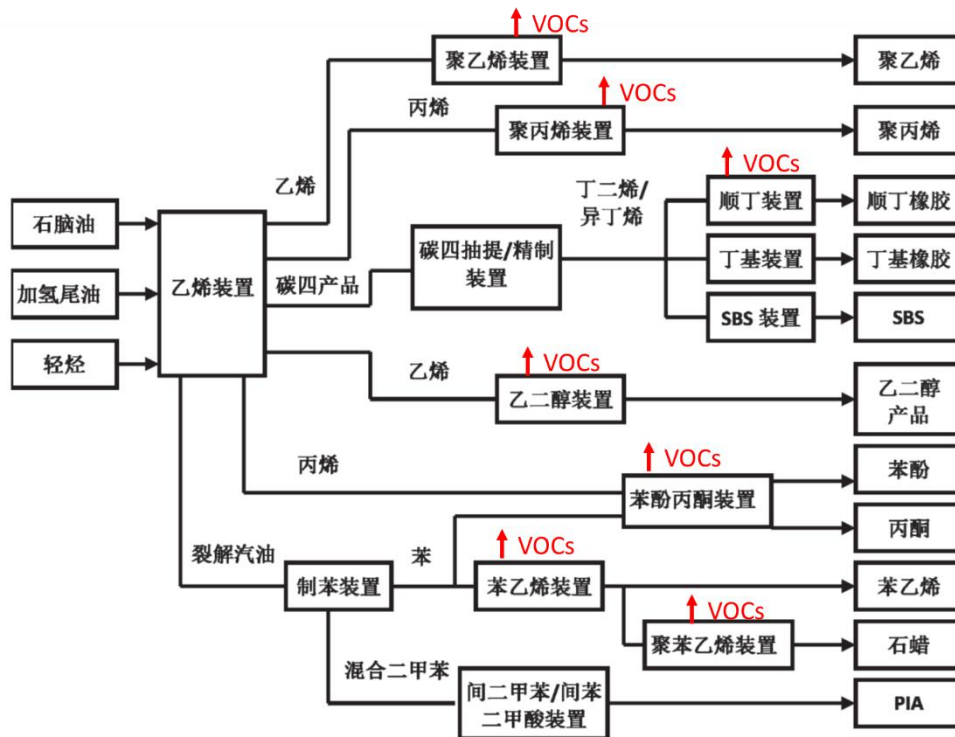 VOCs
聚乙烯装置
聚乙烯
丙烯
VOCs
聚丙烯装置
聚丙烯
乙烯
丁二烯/
异丁烯
VOCs
石脑油
顺丁装置
顺丁橡胶
乙烯装置
碳四产品
碳四抽提/精制
装置
丁基装置
丁基橡胶
加氢尾油
SBS 装置
SBS
轻烃
乙烯
VOCs
乙二醇装置
乙二醇
产品
丙烯
VOCs
苯酚丙酮装置
苯酚
丙酮
裂解汽油
苯
VOCs
制苯装置
苯乙烯装置
苯乙烯
VOCs
聚苯乙烯装置
石蜡
混合二甲苯
间二甲苯/间苯
二甲酸装置
PIA